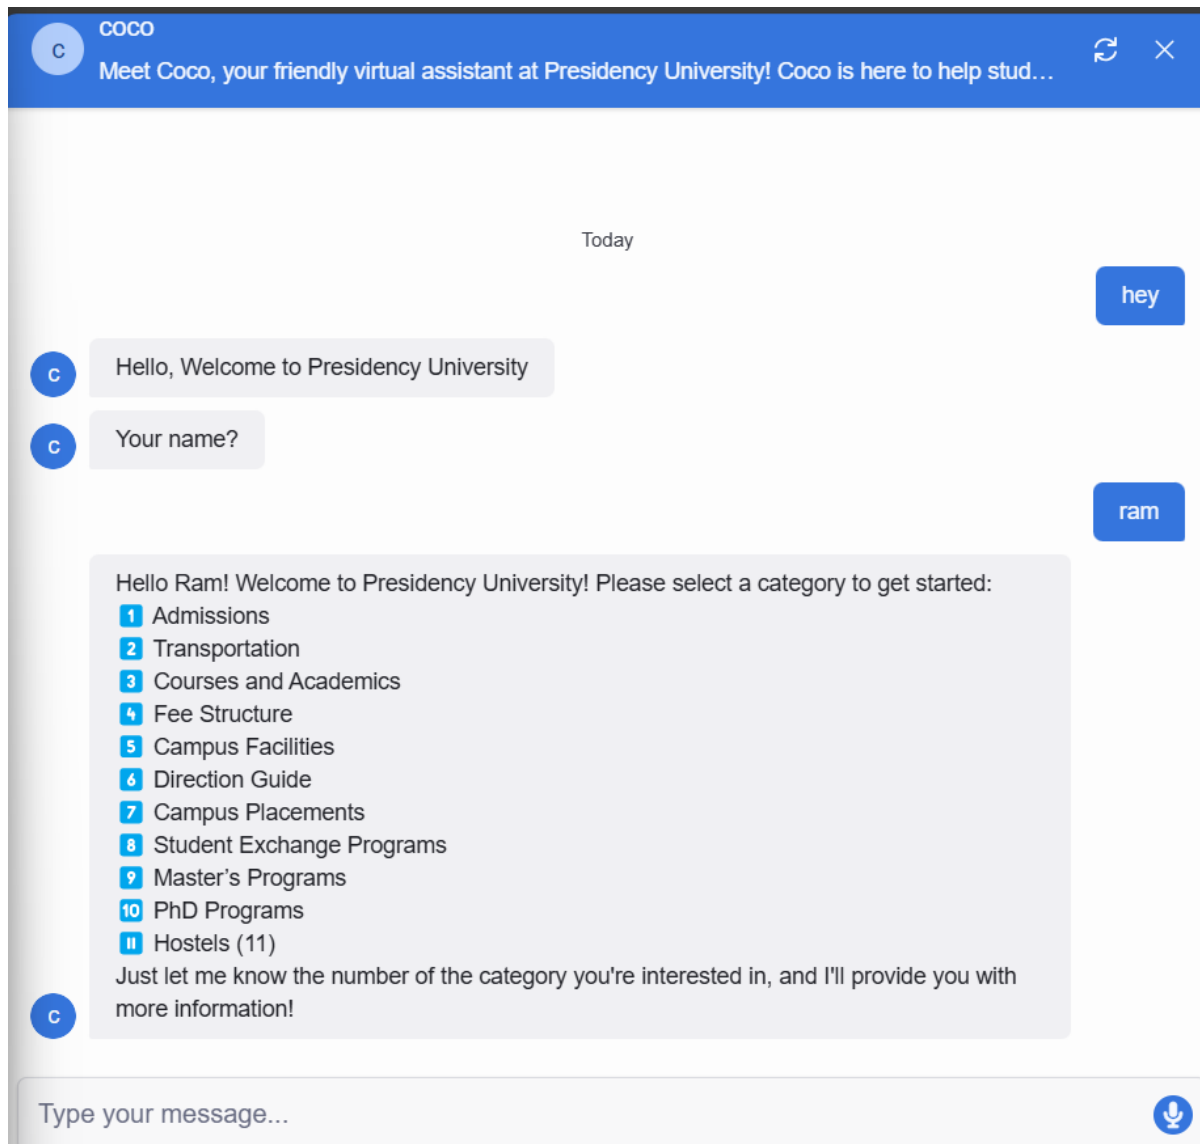 coco
C
Meet Coco, your friendly virtual assistant at Presidency University! Coco is here to help stud...
Today
hey
C
Hello, Welcome to Presidency University
C
Your name?
ram
Hello Ram! Welcome to Presidency University! Please select a category to get started:
1 Admissions
2 Transportation
3 Courses and Academics
4 Fee Structure
5 Campus Facilities
6 Direction Guide
7 Campus Placements
8 Student Exchange Programs
9 Master’s Programs
10 PhD Programs
⏸ Hostels (11)
Just let me know the number of the category you're interested in, and I'll provide you with
more information!
C
Type your message...